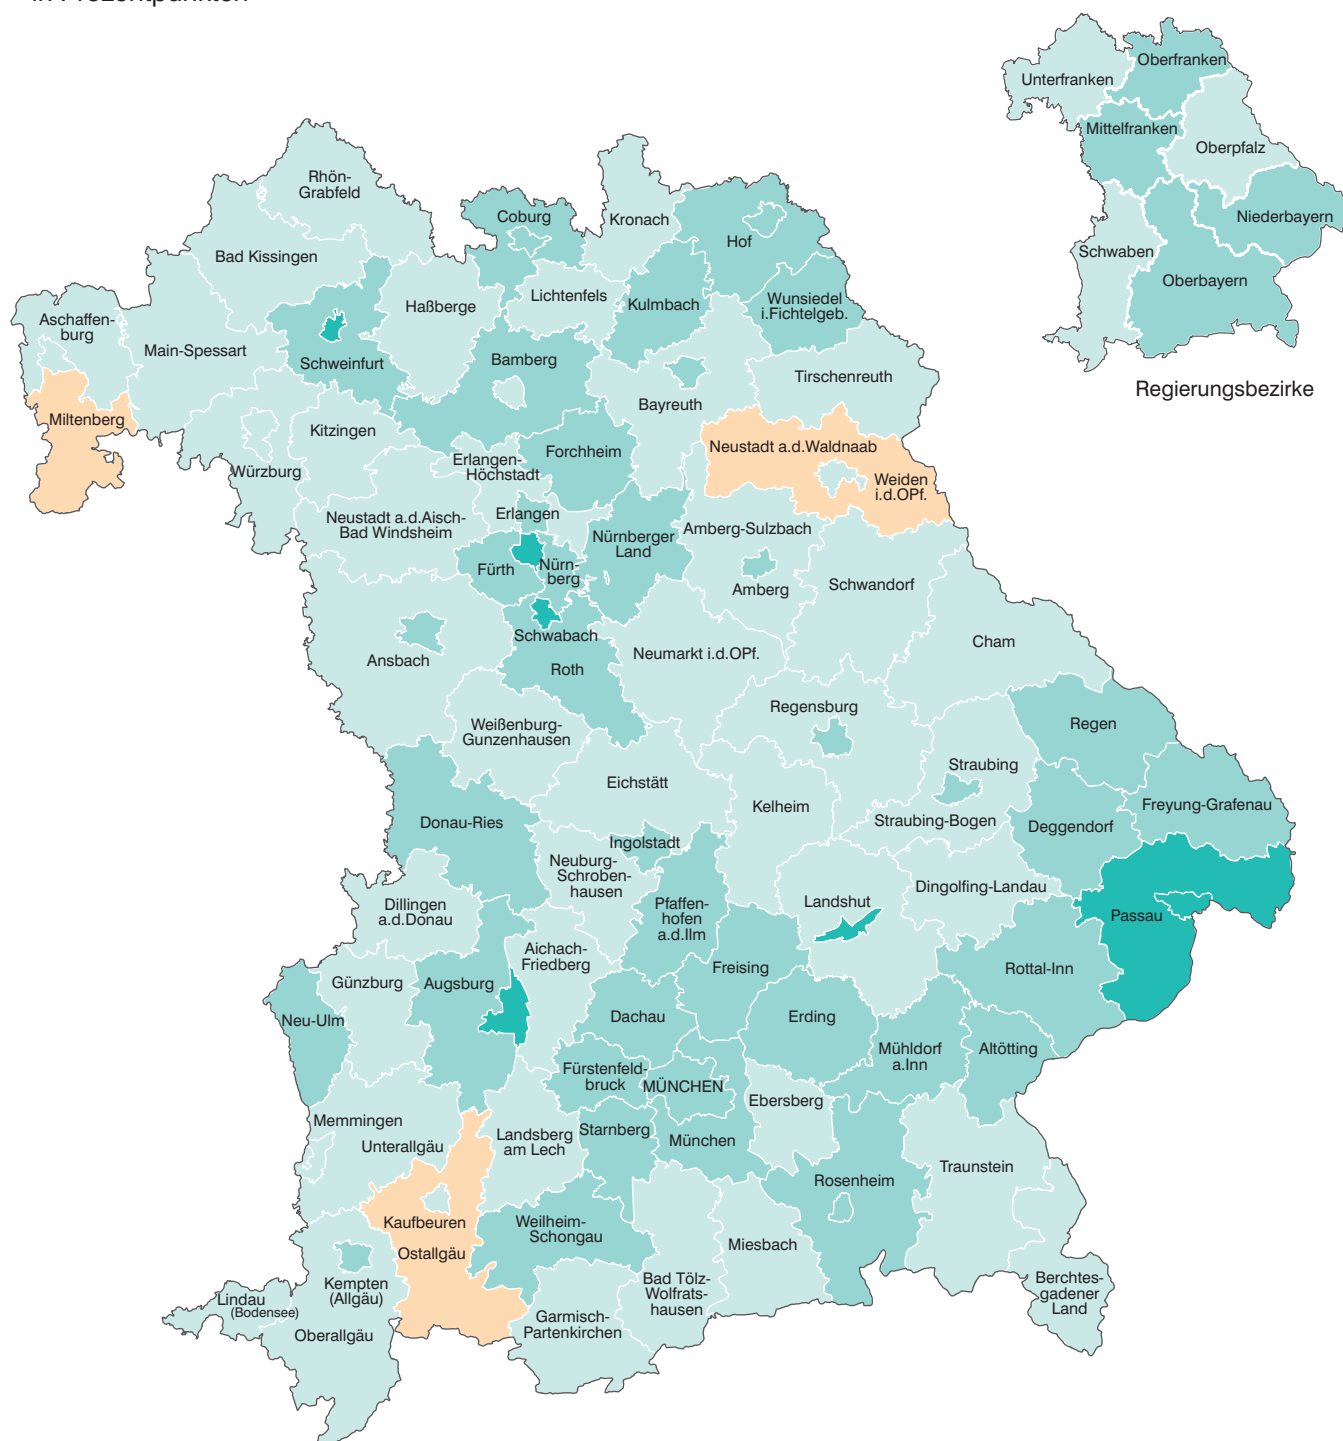 in Prozentpunkten
Oberfranken
Unterfranken
Mittelfranken
Oberpfalz
Niederbayern
Schwaben
Oberbayern
Regierungsbezirke
Rhön-
Grabfeld
Coburg
Kronach
Hof
Bad Kissingen
Lichtenfels
Kulmbach
Wunsiedel
i.Fichtelgeb.
Haßberge
Aschaffen-
burg
Main-Spessart
Schweinfurt
Bamberg
Tirschenreuth
Bayreuth
Miltenberg
Kitzingen
Neustadt a.d.Waldnaab
Weiden
i.d.OPf.
Würzburg
Erlangen-
Höchstadt
Forchheim
Erlangen
Neustadt a.d.Aisch-
Bad Windsheim
Nürnberger
Land
Amberg-Sulzbach
Fürth
Nürn-
berg
Amberg
Schwandorf
Schwabach
Ansbach
Roth
Neumarkt i.d.OPf.
Cham
Regensburg
Regen
Weißenburg-
Gunzenhausen
Straubing
Eichstätt
Kelheim
Freyung-Grafenau
Donau-Ries
Straubing-Bogen
Deggendorf
Ingolstadt
Neuburg-
Schroben-
hausen
Dillingen
a.d.Donau
Pfaffen-
hofen
a.d.Ilm
Landshut
Dingolfing-Landau
Passau
Aichach-
Friedberg
Freising
Rottal-Inn
Günzburg
Augsburg
Neu-Ulm
Dachau
Erding
Mühldorf
a.Inn
Altötting
Fürstenfeld-
bruck
MÜNCHEN
Ebersberg
Memmingen
Unterallgäu
Landsberg
am Lech
Starnberg
München
Traunstein
Rosenheim
Kaufbeuren
Weilheim-
Schongau
Ostallgäu
Miesbach
Kempten
(Allgäu)
Bad Tölz-
Wolfrats-
hausen
Berchtes-
gadener
Land
Lindau
(Bodensee)
Oberallgäu
Garmisch-
Partenkirchen